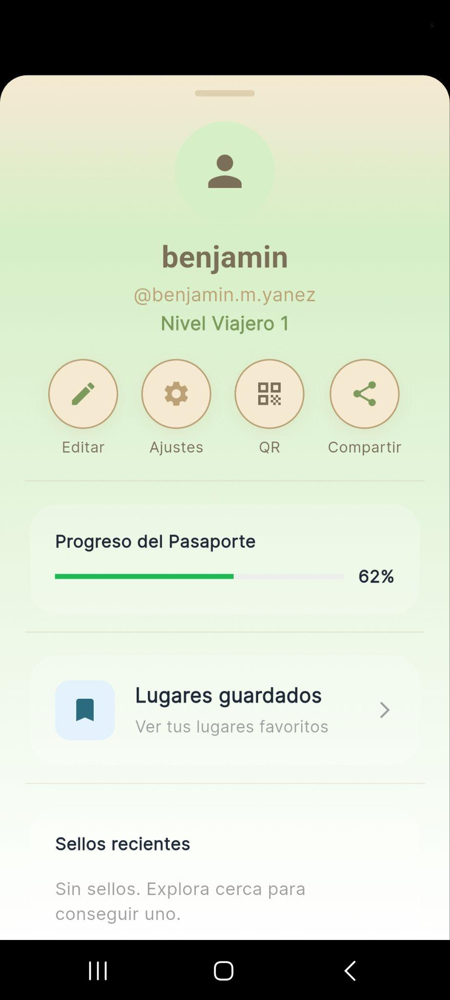 benjamin
@benjamin.m.yanez
Nivel Viajero 1
Editar
Ajustes
QR
Compartir
Progreso del Pasaporte
62%
Lugares guardados
Ver tus lugares favoritos
Sellos recientes
Sin sellos. Explora cerca para
conseguir uno.